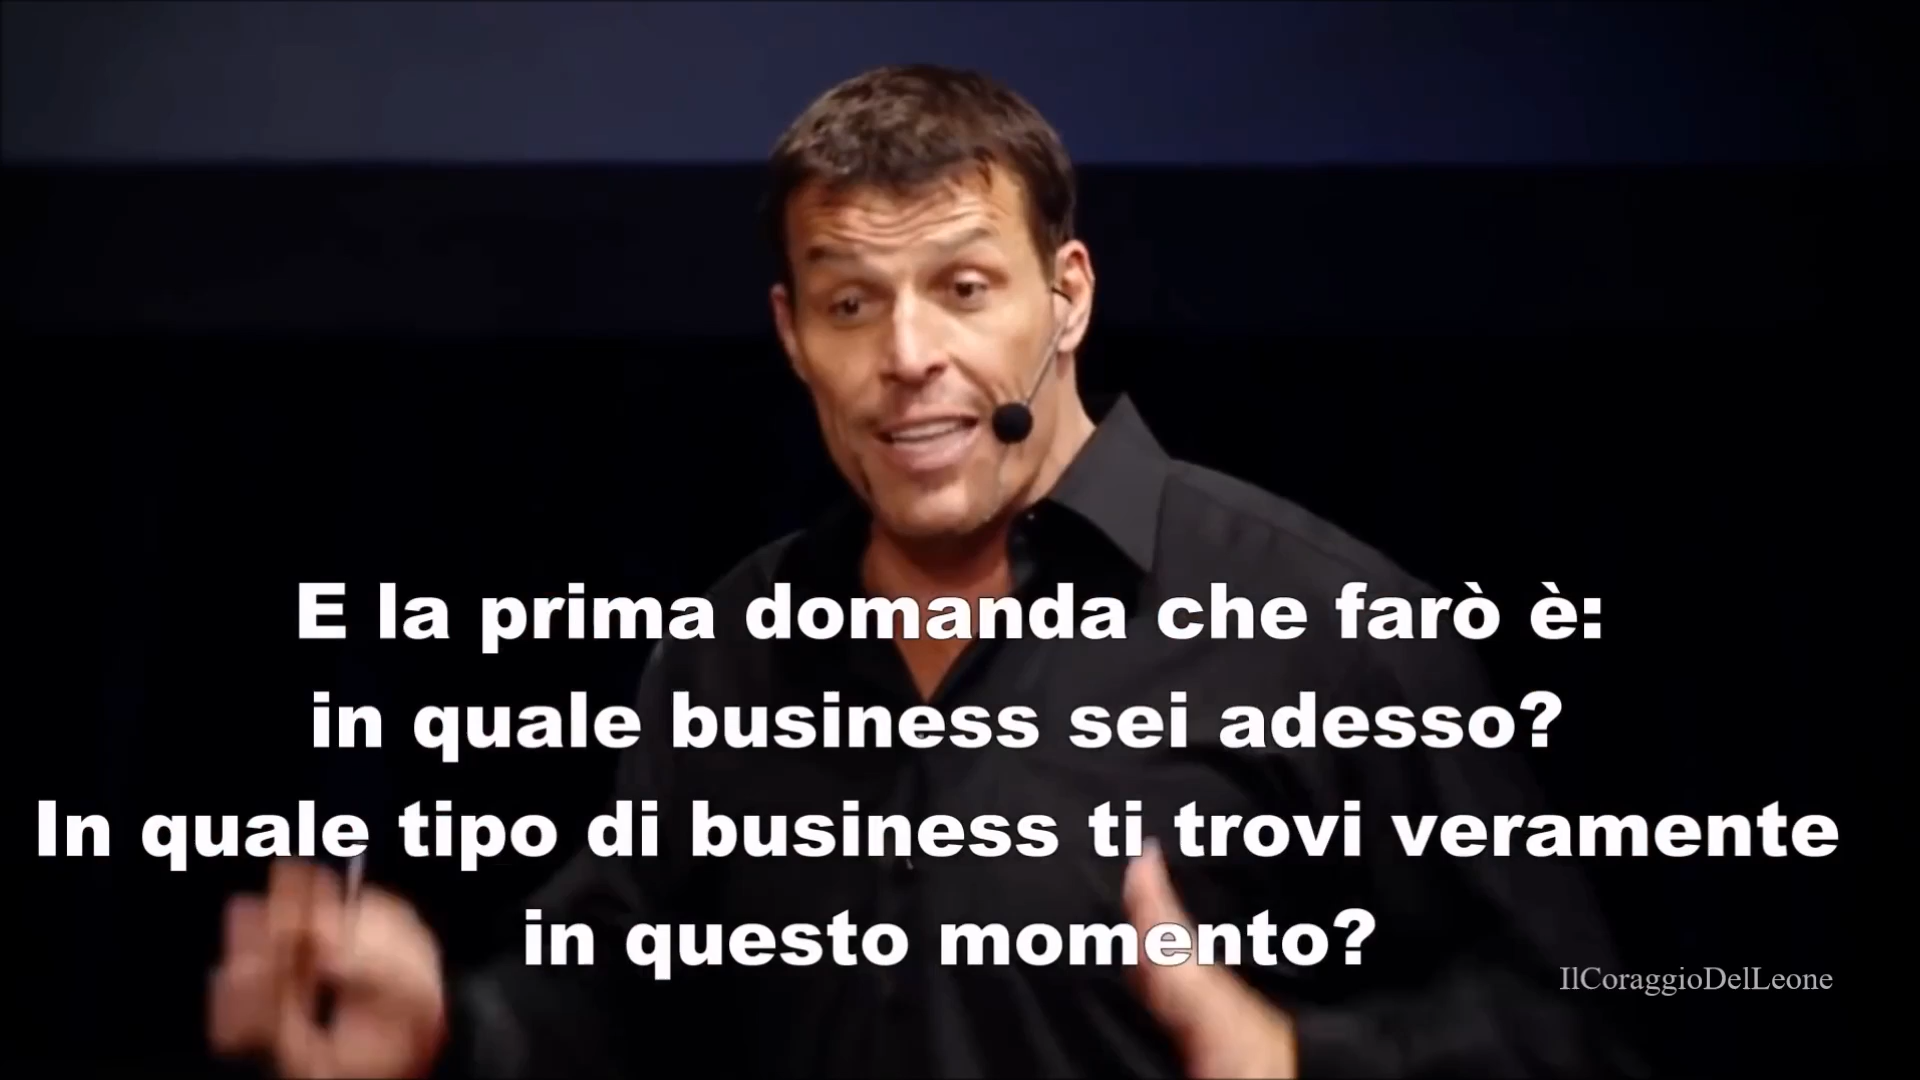 E la prima domanda che farò è:
in quale business sei adesso?
In quale tipo di business ti trovi veramente
in questo momento?
IlCoraggioDelLeone